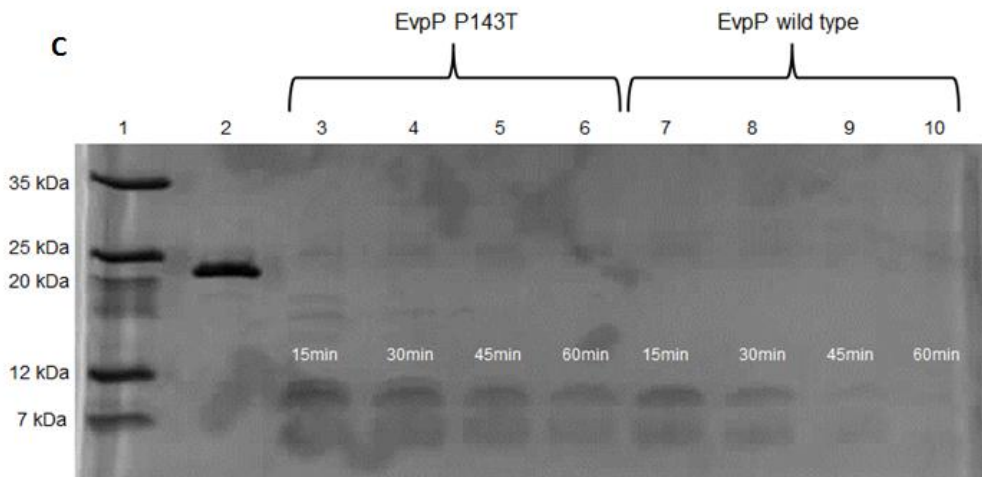 C
EvpP P143T EvpP wild type
1 2 3 4 5 6 7 8 9 10
35 kDa
25 kDa
20 kDa
15min 30min 45min 60min 15min 30min 45min 60min
12 kDa
7 kDa